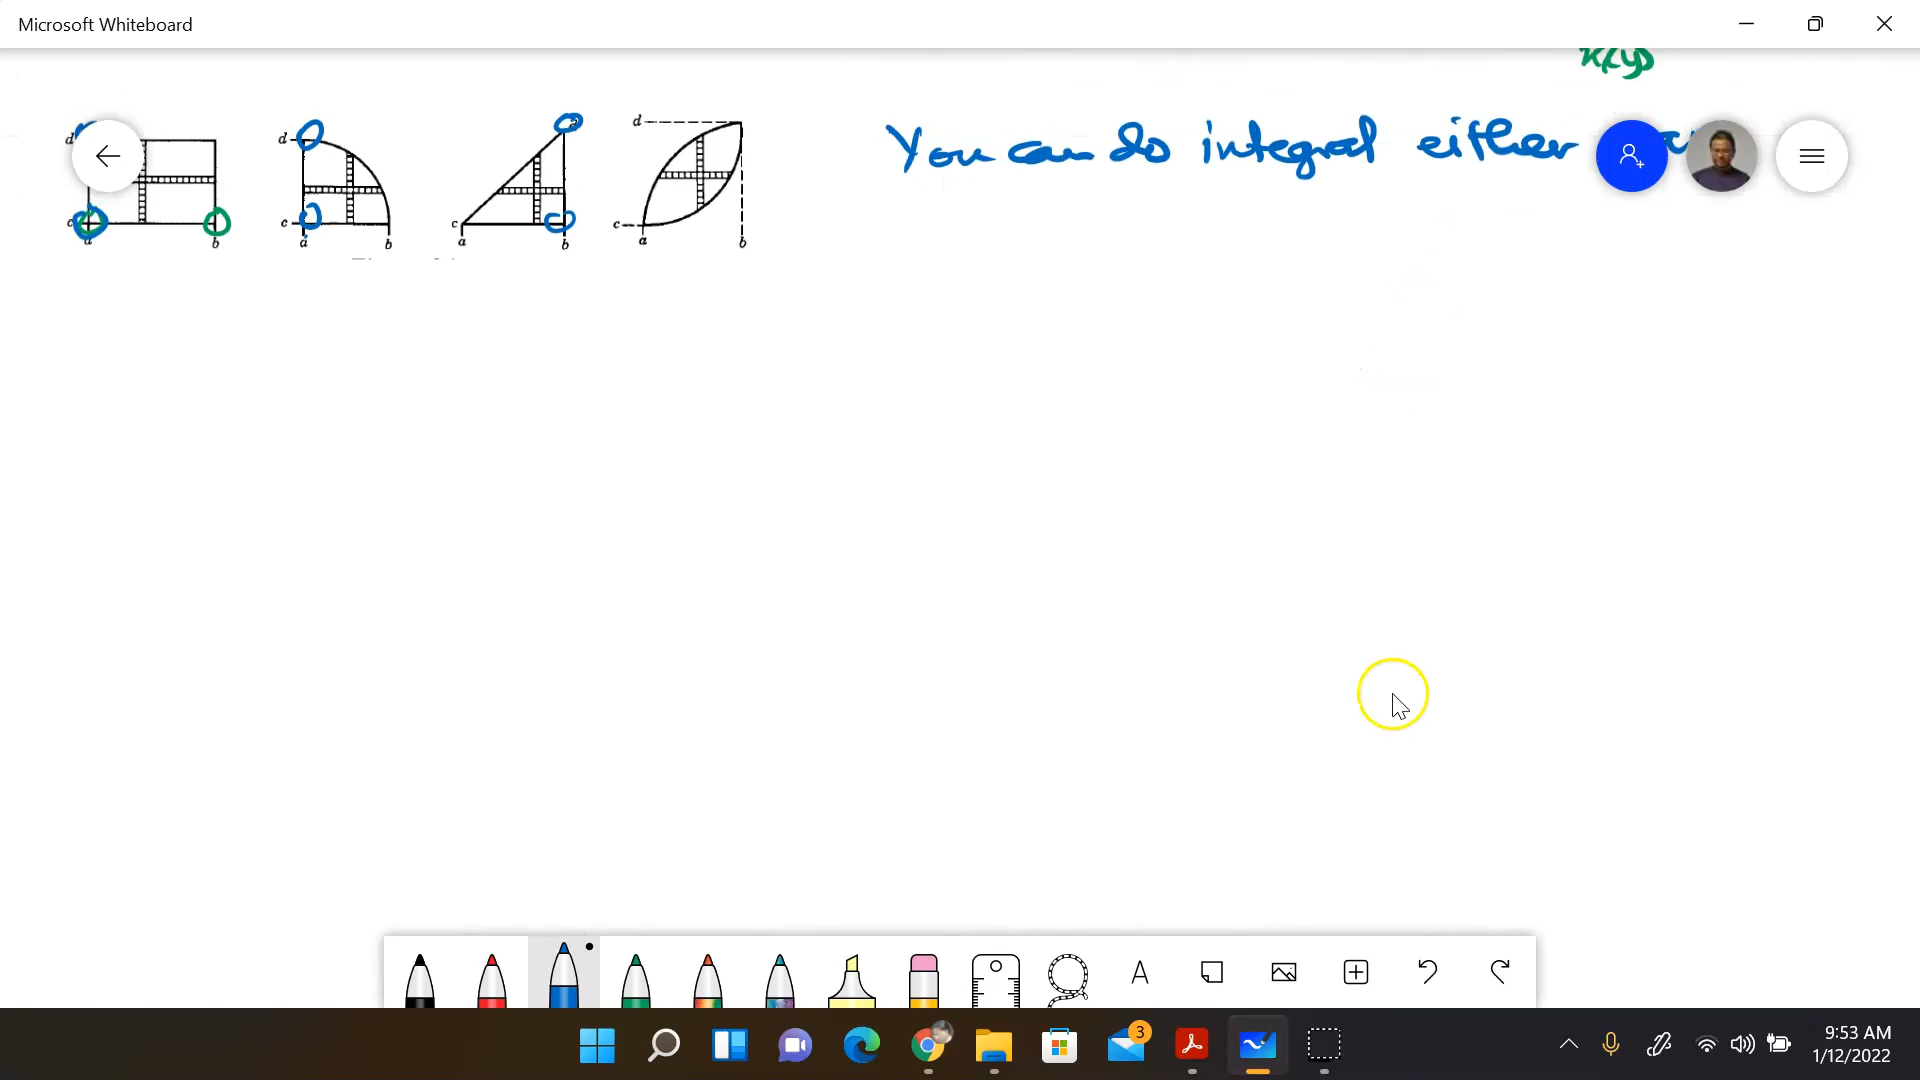 Microsoft Whiteboard
d
c
a
b
d
c
a
b
c
a
b
d
c
a
b
You can do integral either
A
3
9:53 AM
1/12/2022